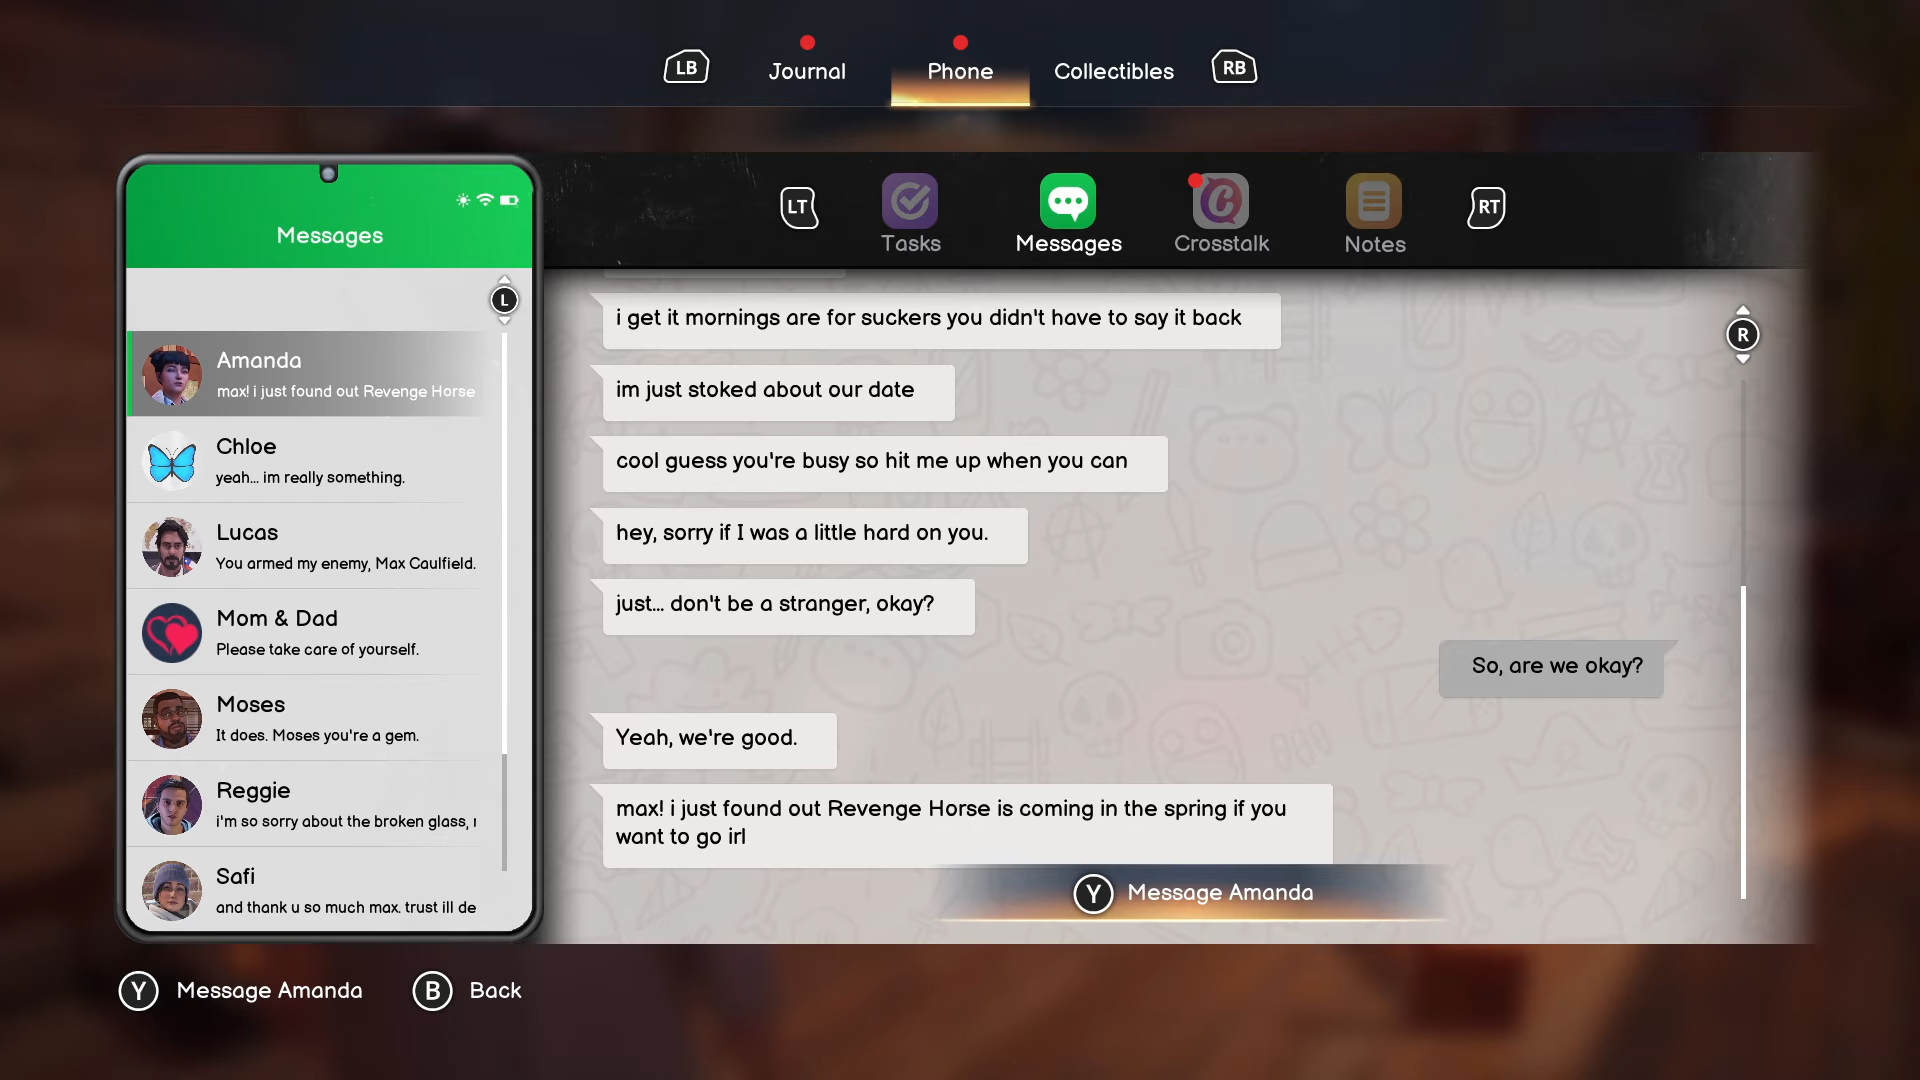 LB
Journal
Phone
Collectibles
RB
Messages
LT
Tasks
Messages
Crosstalk
Notes
RT
L
Amanda
max! i just found out Revenge Horse
Chloe
yeah... im really something.
Lucas
You armed my enemy, Max Caulfield.
Mom & Dad
Please take care of yourself.
Moses
It does. Moses you're a gem.
Reggie
i'm so sorry about the broken glass,
Safi
and thank u so much max. trust ill de
i get it mornings are for suckers you didn't have to say it back
R
im just stoked about our date
cool guess you're busy so hit me up when you can
hey, sorry if I was a little hard on you.
just... don't be a stranger, okay?
So, are we okay?
Yeah, we're good.
max! i just found out Revenge Horse is coming in the spring if you
want to go irl
Y Message Amanda
Y Message Amanda
B Back